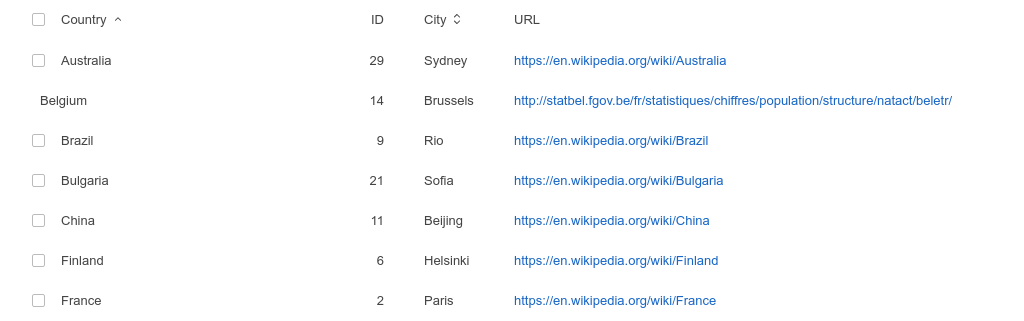 Country ID City URL
Australia 29 Sydney https://en.wikipedia.org/wiki/Australia
Belgium 14 Brussels http://statbel.fgov.be/fr/statistiques/chiffres/population/structure/natact/beletr/
Brazil 9 Rio https://en.wikipedia.org/wiki/Brazil
Bulgaria 21 Sofia https://en.wikipedia.org/wiki/Bulgaria
China 11 Beijing https://en.wikipedia.org/wiki/China
Finland 6 Helsinki https://en.wikipedia.org/wiki/Finland
France 2 Paris https://en.wikipedia.org/wiki/France